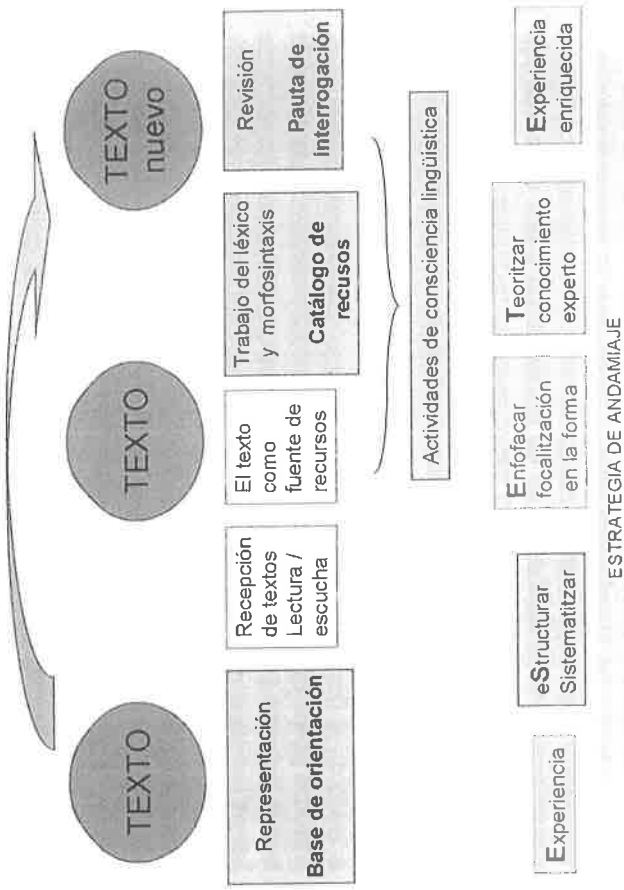 TEXTO
TEXTO
TEXTO
nuevo
Representación
Base de orientación
Recepción
de textos
Lectura /
escucha
El texto
como
fuente de
recursos
Trabajo del léxico
y morfosintaxis
Catálogo de
recusos
Revisión
Pauta de
interrogación
Actividades de consciencia lingüística
Experiencia
eStructurar
Sistematitzar
Enfofacar
focalitzación
en la forma
Teoritzar
conocimiento
experto
Experiencia
enriquecida
ESTRATEGIA DE ANDAMIAJE